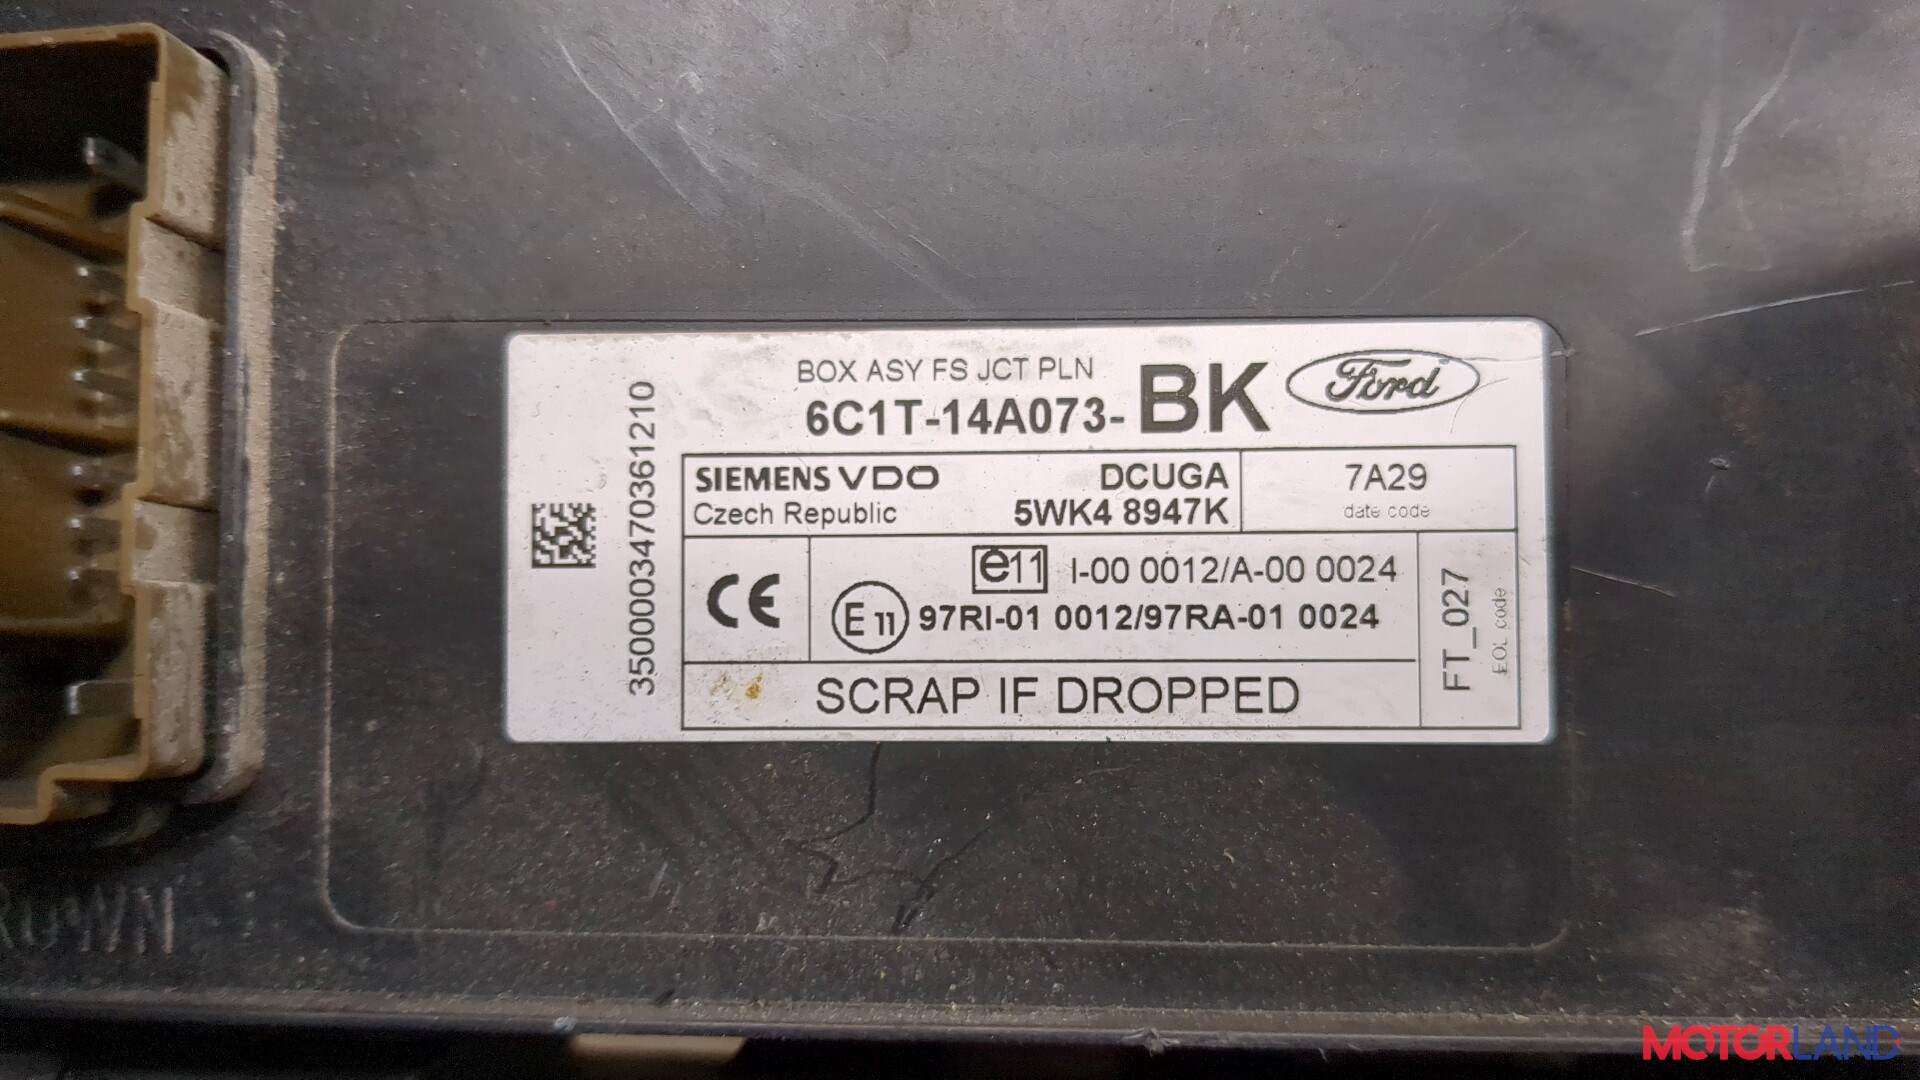 BOX ASY FS JCT PLN
6C1T-14A073-BK
Ford
35000034703612​10
SIEMENS VDO
Czech Republic
DCUGA
5WK4 8947K
7A29
date code
CE
e11 I-00 0012/A-00 0024
E 11 97RI-01 0012/97RA-01 0024
SCRAP IF DROPPED
FT_027
EOL code
MOTORLAND